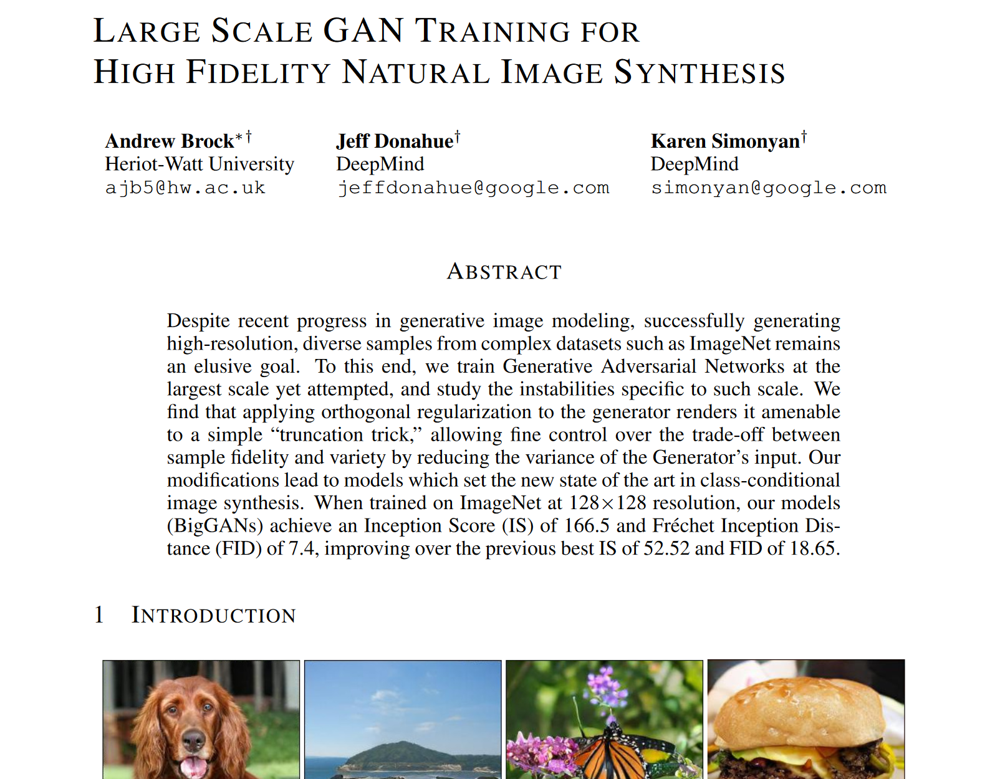 LARGE SCALE GAN TRAINING FOR
HIGH FIDELITY NATURAL IMAGE SYNTHESIS
Andrew Brock*† Jeff Donahue† Karen Simonyan†
Heriot-Watt University DeepMind DeepMind
ajb5@hw.ac.uk jeffdonahue@google.com simonyan@google.com
ABSTRACT
Despite recent progress in generative image modeling, successfully generating
high-resolution, diverse samples from complex datasets such as ImageNet remains
an elusive goal. To this end, we train Generative Adversarial Networks at the
largest scale yet attempted, and study the instabilities specific to such scale. We
find that applying orthogonal regularization to the generator renders it amenable
to a simple “truncation trick,” allowing fine control over the trade-off between
sample fidelity and variety by reducing the variance of the Generator’s input. Our
modifications lead to models which set the new state of the art in class-conditional
image synthesis. When trained on ImageNet at 128×128 resolution, our models
(BigGANs) achieve an Inception Score (IS) of 166.5 and Fréchet Inception Dis-
tance (FID) of 7.4, improving over the previous best IS of 52.52 and FID of 18.65.
1 INTRODUCTION